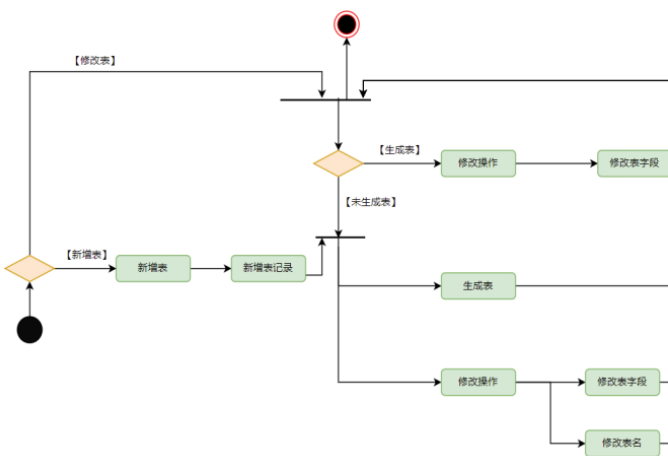 【修改表】
【生成表】
修改操作
修改表字段
【未生成表】
【新增表】
新增表
新增表记录
生成表
修改操作
修改表字段
修改表名